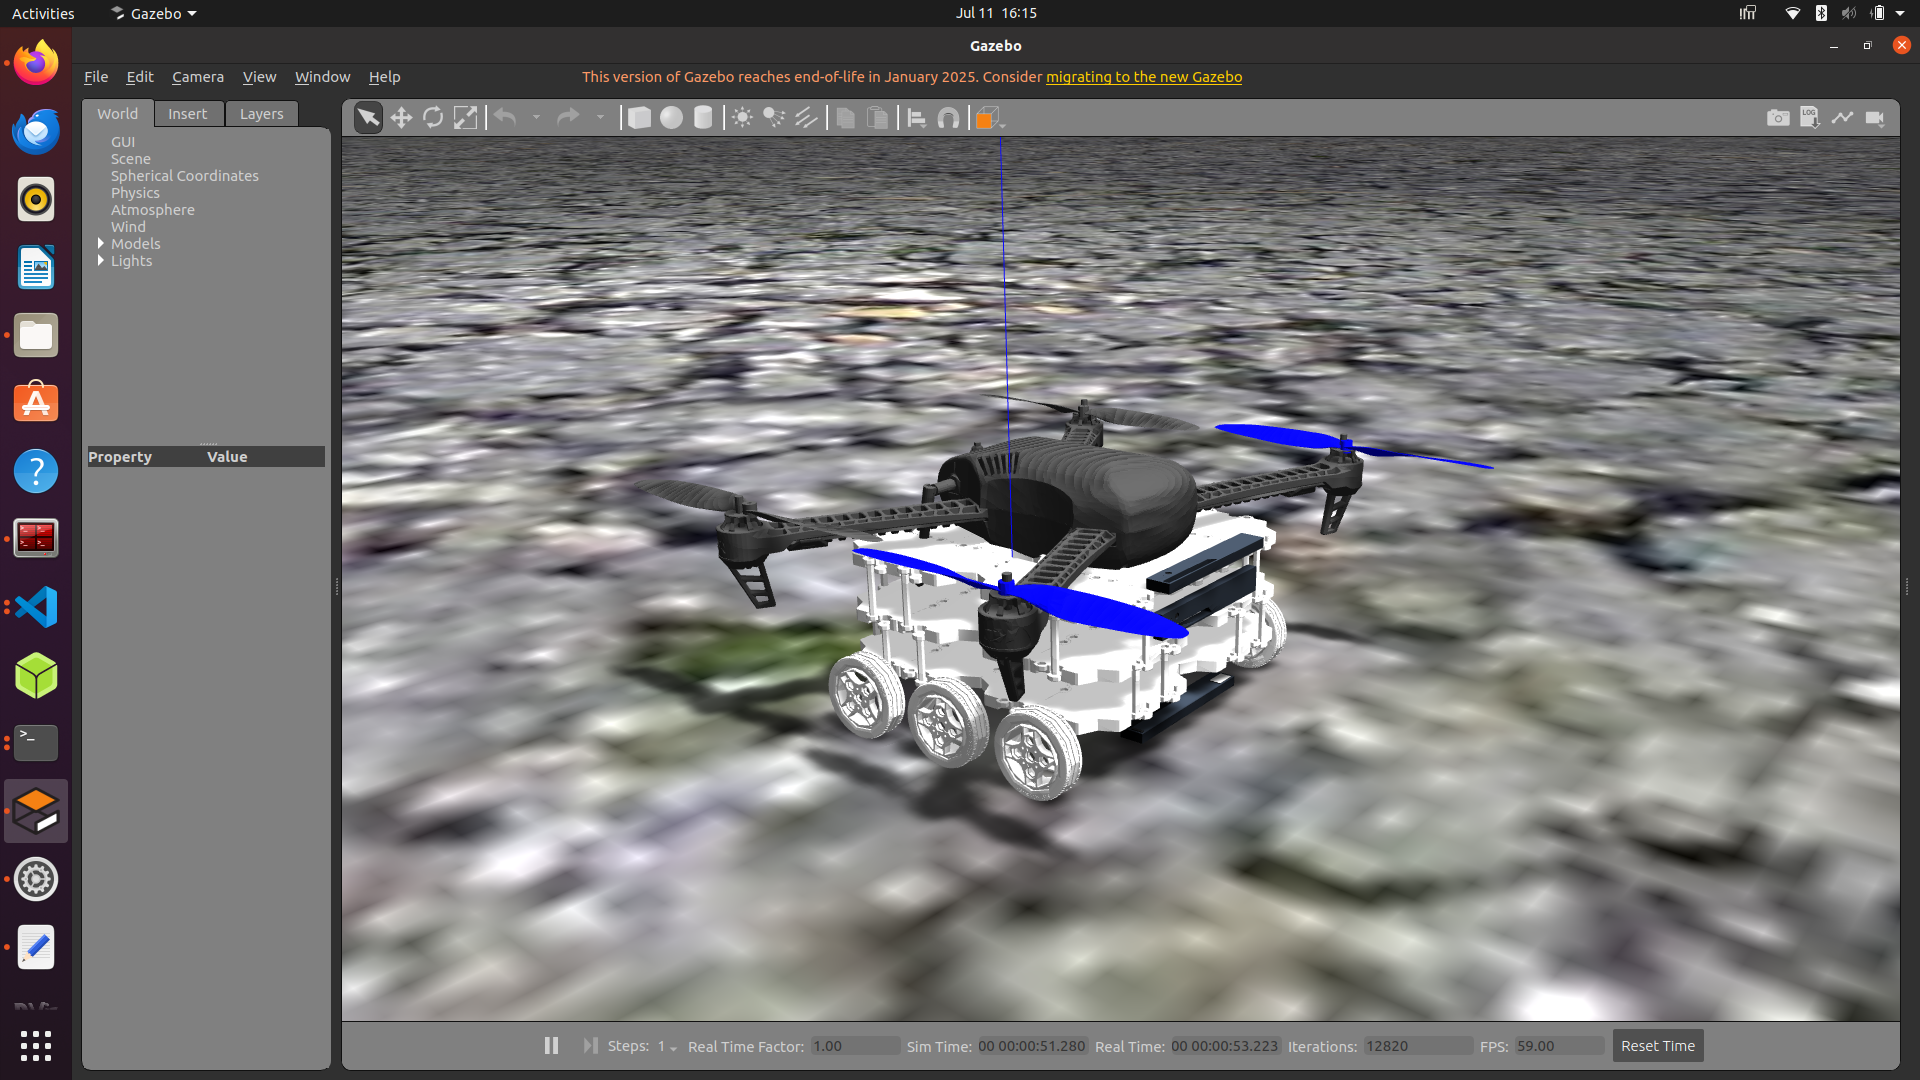 Activities Gazebo Jul 11 16:15
Gazebo
File Edit Camera View Window Help This version of Gazebo reaches end-of-life in January 2025. Consider migrating to the new Gazebo
World Insert Layers
LOG
GUI
Scene
Spherical Coordinates
Physics
Atmosphere
Wind
Models
Lights
Property Value
Steps: 1 Real Time Factor: 1.00 Sim Time: 00 00:00:51.280 Real Time: 00 00:00:53.223 Iterations: 12820 FPS: 59.00 Reset Time